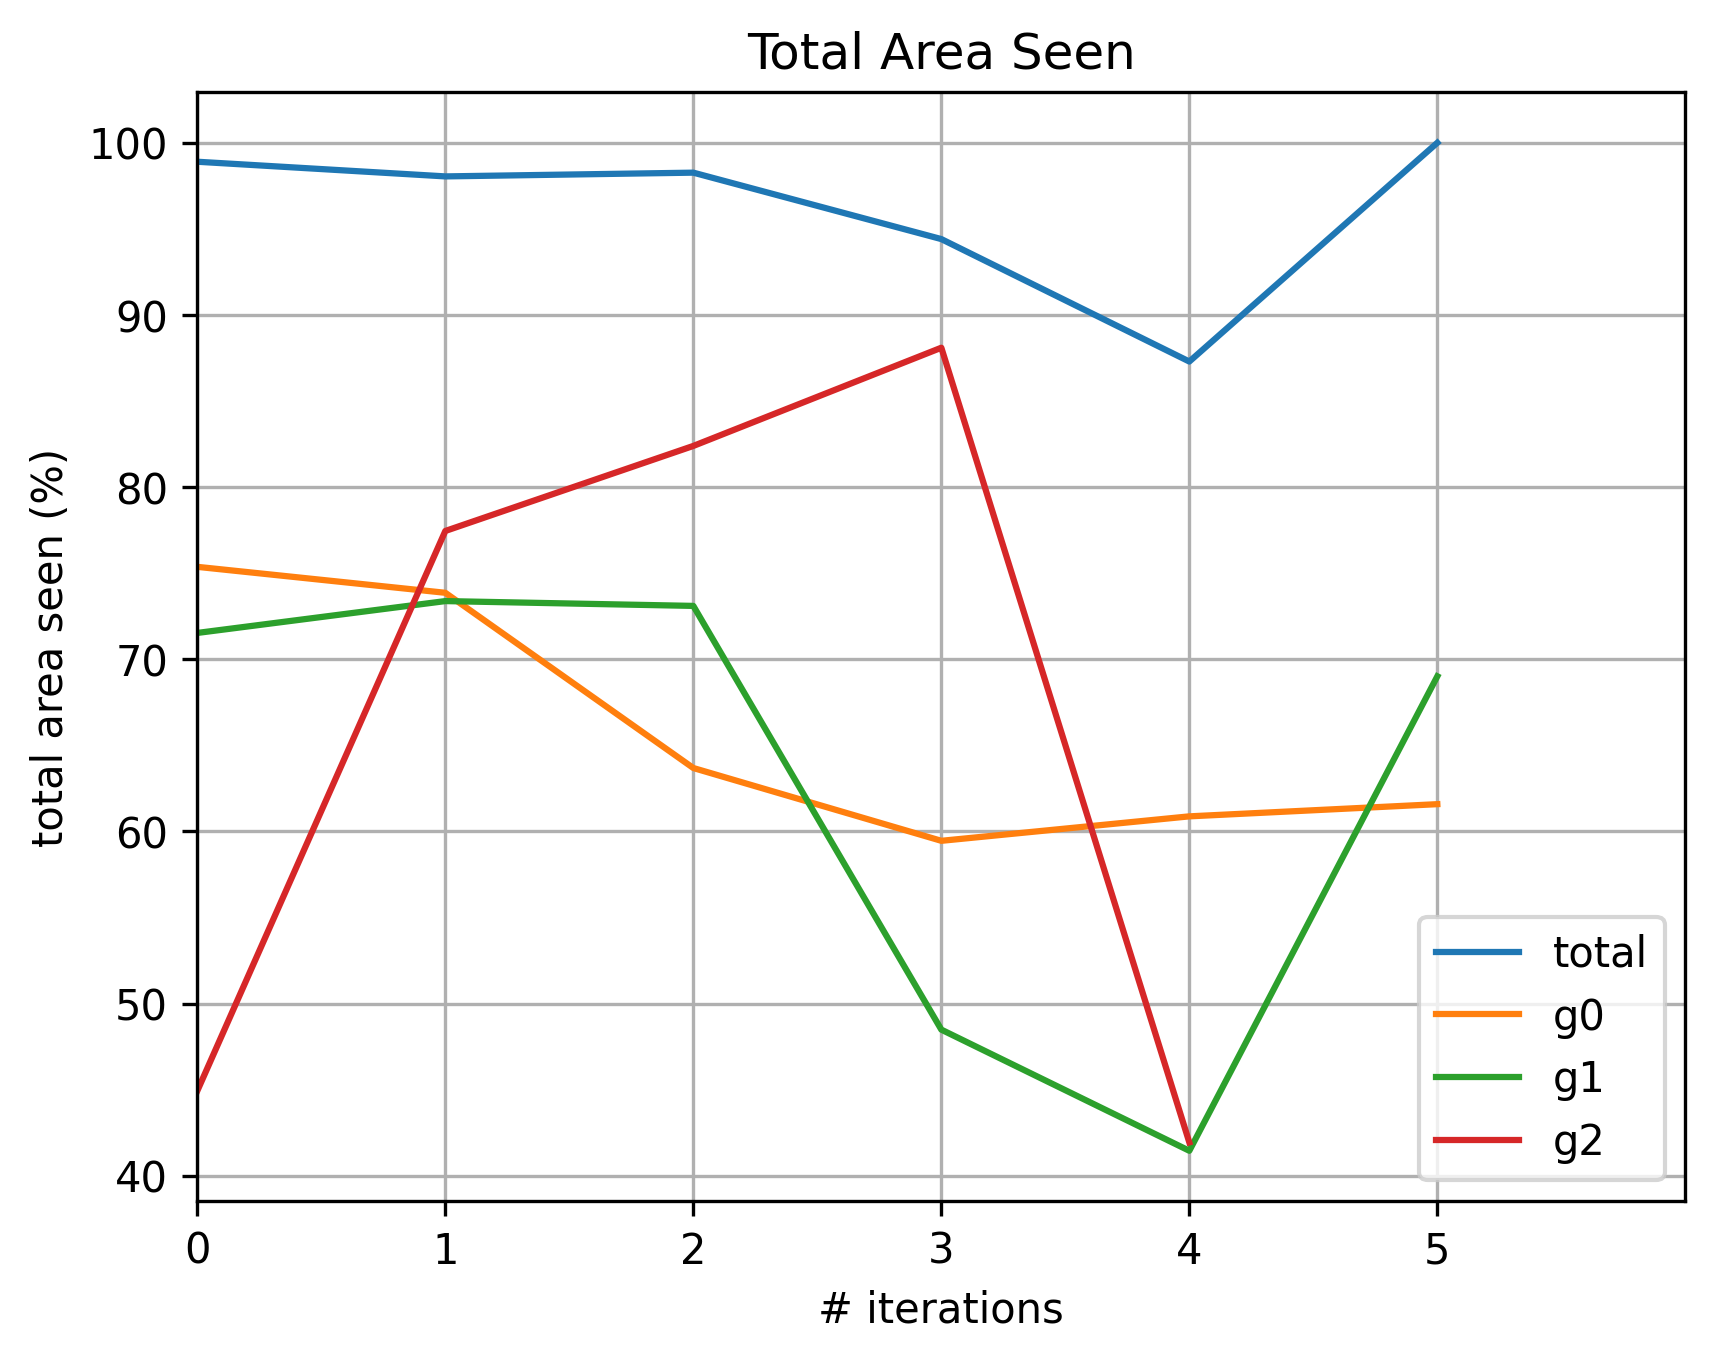 Total Area Seen
total area seen (%)
100
90
80
70
60
50
40
0 1 2 3 4 5
# iterations
total
g0
g1
g2